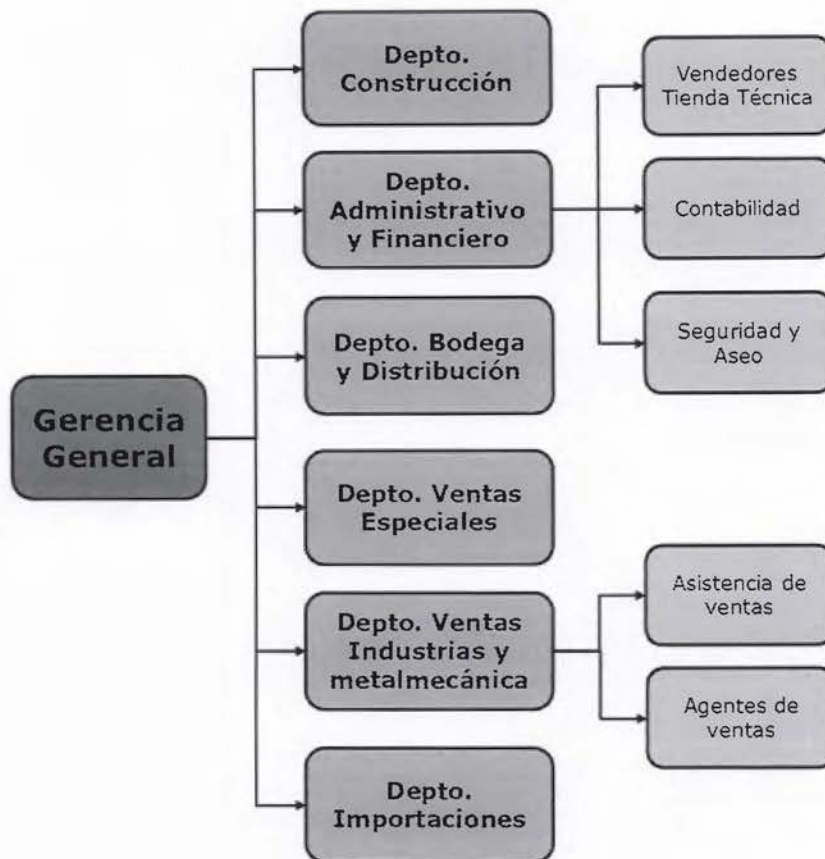 Depto.
Construcción
Vendedores
Tienda Técnica
Depto.
Administrativo
y Financiero
Contabilidad
Depto. Bodega
y Distribución
Seguridad y
Aseo
Gerencia
General
Depto. Ventas
Especiales
Depto. Ventas
Industrias y
metalmecánica
Asistencia de
ventas
Agentes de
ventas
Depto.
Importaciones